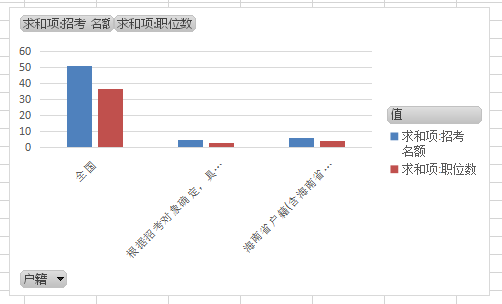 求和项:招考 名额 求和项:职位数
60
50
40
30
20
10
0
全国
根据招考对象确定，具...
海南省户籍(含海南省...
值
求和项:招考
名额
求和项:职位数
户籍